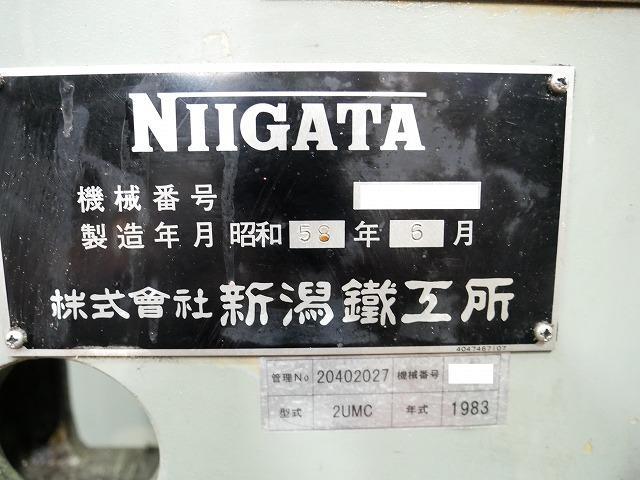 NIIGATA
機械番号
製造年月 昭和 58 年 6 月
株式會社 新潟鐵工所
4047467107
管理No 20402027 機械番号
型式 2UMC 年式 1983